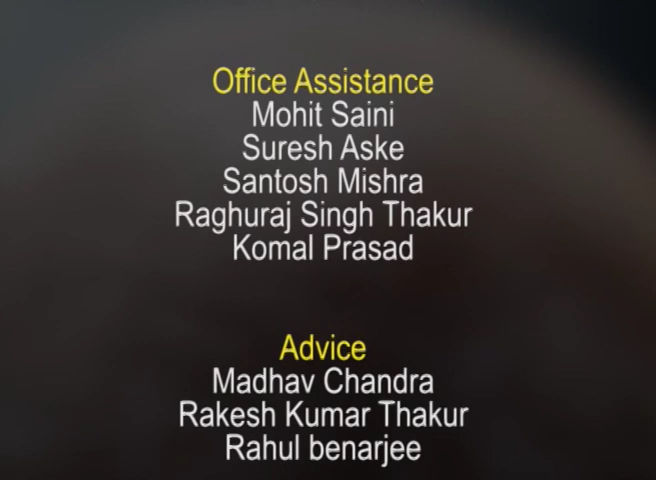 Office Assistance
Mohit Saini
Suresh Aske
Santosh Mishra
Raghuraj Singh Thakur
Komal Prasad
Advice
Madhav Chandra
Rakesh Kumar Thakur
Rahul benarjee